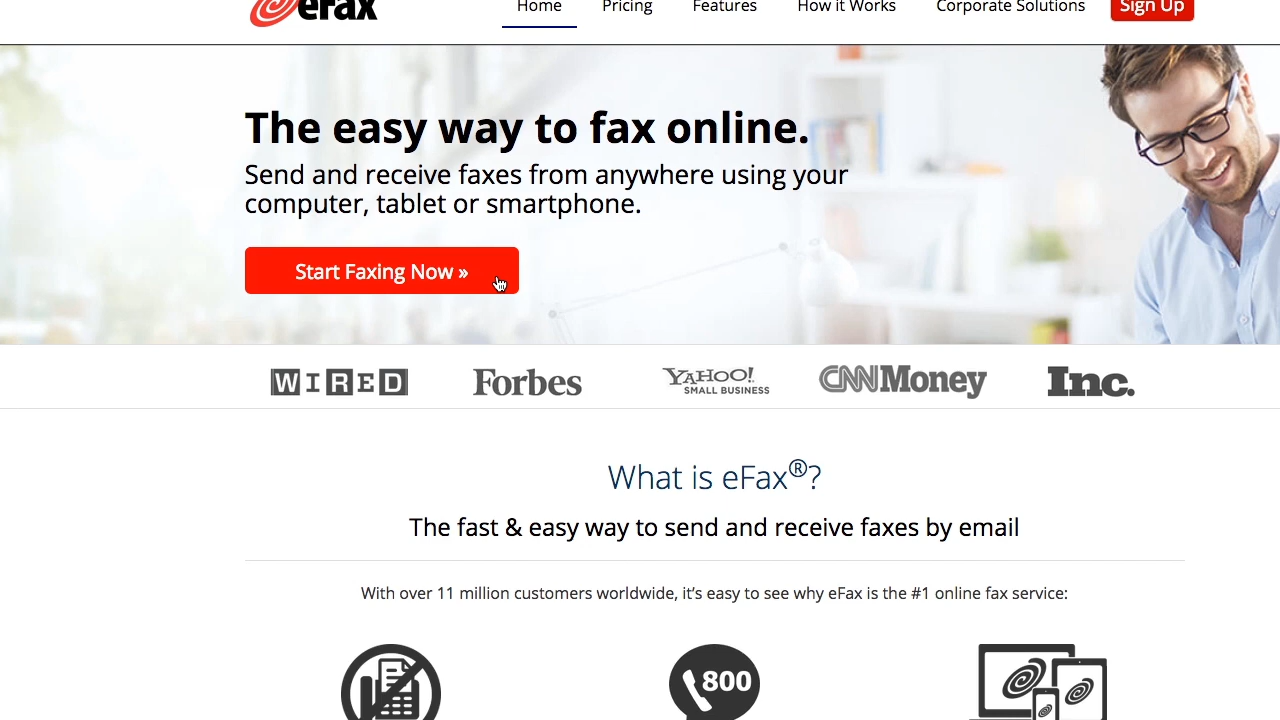 eFax
Home Pricing Features How it Works Corporate Solutions Sign Up
The easy way to fax online.
Send and receive faxes from anywhere using your
computer, tablet or smartphone.
Start Faxing Now »
WIRED Forbes YAHOO! SMALL BUSINESS CNNMoney Inc.
What is eFax®?
The fast & easy way to send and receive faxes by email
With over 11 million customers worldwide, it's easy to see why eFax is the #1 online fax service:
800